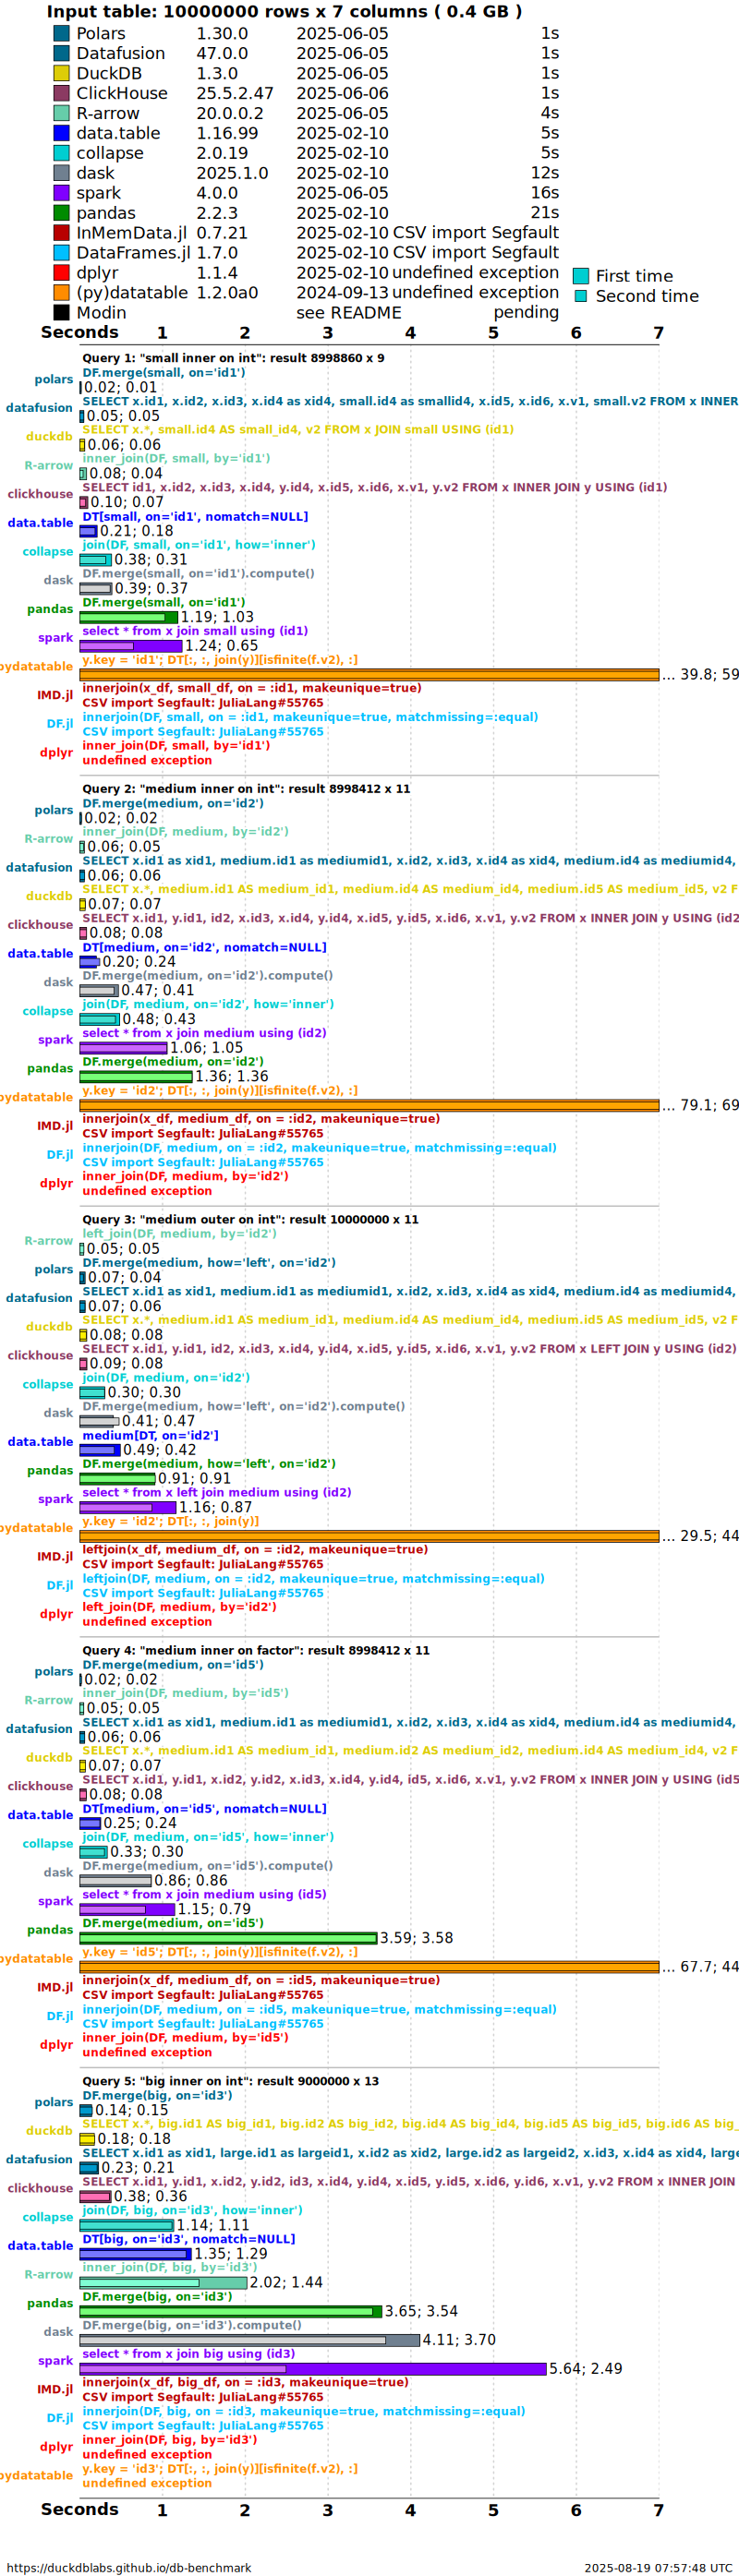 Input table: 10000000 rows x 7 columns ( 0.4 GB )
Polars 1.30.0 2025-06-05 1s
Datafusion 47.0.0 2025-06-05 1s
DuckDB 1.3.0 2025-06-05 1s
ClickHouse 25.5.2.47 2025-06-06 1s
R-arrow 20.0.0.2 2025-06-05 4s
data.table 1.16.99 2025-02-10 5s
collapse 2.0.19 2025-02-10 5s
dask 2025.1.0 2025-02-10 12s
spark 4.0.0 2025-06-05 16s
pandas 2.2.3 2025-02-10 21s
InMemData.jl 0.7.21 2025-02-10 CSV import Segfault
DataFrames.jl 1.7.0 2025-02-10 CSV import Segfault
dplyr 1.1.4 2025-02-10 undefined exception
(py)datatable 1.2.0a0 2024-09-13 undefined exception
Modin see README pending
First time
Second time
Seconds 1 2 3 4 5 6 7
Query 1: "small inner on int": result 8998860 x 9
polars DF.merge(small, on='id1')
0.02; 0.01
datafusion SELECT x.id1, x.id2, x.id3, x.id4 as xid4, small.id4 as smallid4, x.id5, x.id6, x.v1, small.v2 FROM x INNER
0.05; 0.05
duckdb SELECT x.*, small.id4 AS small_id4, v2 FROM x JOIN small USING (id1)
0.06; 0.06
R-arrow inner_join(DF, small, by='id1')
0.08; 0.04
clickhouse SELECT id1, x.id2, x.id3, x.id4, y.id4, x.id5, x.id6, x.v1, y.v2 FROM x INNER JOIN y USING (id1)
0.10; 0.07
data.table DT[small, on='id1', nomatch=NULL]
0.21; 0.18
collapse join(DF, small, on='id1', how='inner')
0.38; 0.31
dask DF.merge(small, on='id1').compute()
0.39; 0.37
pandas DF.merge(small, on='id1')
1.19; 1.03
spark select * from x join small using (id1)
1.24; 0.65
pydatatable y.key = 'id1'; DT[:, :, join(y)][isfinite(f.v2), :]
... 39.8; 59
IMD.jl innerjoin(x_df, small_df, on = :id1, makeunique=true)
CSV import Segfault: JuliaLang#55765
DF.jl innerjoin(DF, small, on = :id1, makeunique=true, matchmissing=:equal)
CSV import Segfault: JuliaLang#55765
dplyr inner_join(DF, small, by='id1')
undefined exception
Query 2: "medium inner on int": result 8998412 x 11
polars DF.merge(medium, on='id2')
0.02; 0.02
R-arrow inner_join(DF, medium, by='id2')
0.06; 0.05
datafusion SELECT x.id1 as xid1, medium.id1 as mediumid1, x.id2, x.id3, x.id4 as xid4, medium.id4 as mediumid4,
0.06; 0.06
duckdb SELECT x.*, medium.id1 AS medium_id1, medium.id4 AS medium_id4, medium.id5 AS medium_id5, v2 F
0.07; 0.07
clickhouse SELECT x.id1, y.id1, id2, x.id3, x.id4, y.id4, x.id5, y.id5, x.id6, x.v1, y.v2 FROM x INNER JOIN y USING (id2
0.08; 0.08
data.table DT[medium, on='id2', nomatch=NULL]
0.20; 0.24
dask DF.merge(medium, on='id2').compute()
0.47; 0.41
collapse join(DF, medium, on='id2', how='inner')
0.48; 0.43
spark select * from x join medium using (id2)
1.06; 1.05
pandas DF.merge(medium, on='id2')
1.36; 1.36
pydatatable y.key = 'id2'; DT[:, :, join(y)][isfinite(f.v2), :]
... 79.1; 69
IMD.jl innerjoin(x_df, medium_df, on = :id2, makeunique=true)
CSV import Segfault: JuliaLang#55765
DF.jl innerjoin(DF, medium, on = :id2, makeunique=true, matchmissing=:equal)
CSV import Segfault: JuliaLang#55765
dplyr inner_join(DF, medium, by='id2')
undefined exception
Query 3: "medium outer on int": result 10000000 x 11
R-arrow left_join(DF, medium, by='id2')
0.05; 0.05
polars DF.merge(medium, how='left', on='id2')
0.07; 0.04
datafusion SELECT x.id1 as xid1, medium.id1 as mediumid1, x.id2, x.id3, x.id4 as xid4, medium.id4 as mediumid4,
0.07; 0.06
duckdb SELECT x.*, medium.id1 AS medium_id1, medium.id4 AS medium_id4, medium.id5 AS medium_id5, v2 F
0.08; 0.08
clickhouse SELECT x.id1, y.id1, id2, x.id3, x.id4, y.id4, x.id5, y.id5, x.id6, x.v1, y.v2 FROM x LEFT JOIN y USING (id2)
0.09; 0.08
collapse join(DF, medium, on='id2')
0.30; 0.30
dask DF.merge(medium, how='left', on='id2').compute()
0.41; 0.47
data.table medium[DT, on='id2']
0.49; 0.42
pandas DF.merge(medium, how='left', on='id2')
0.91; 0.91
spark select * from x left join medium using (id2)
1.16; 0.87
pydatatable y.key = 'id2'; DT[:, :, join(y)]
... 29.5; 44
IMD.jl leftjoin(x_df, medium_df, on = :id2, makeunique=true)
CSV import Segfault: JuliaLang#55765
DF.jl leftjoin(DF, medium, on = :id2, makeunique=true, matchmissing=:equal)
CSV import Segfault: JuliaLang#55765
dplyr left_join(DF, medium, by='id2')
undefined exception
Query 4: "medium inner on factor": result 8998412 x 11
polars DF.merge(medium, on='id5')
0.02; 0.02
R-arrow inner_join(DF, medium, by='id5')
0.05; 0.05
datafusion SELECT x.id1 as xid1, medium.id1 as mediumid1, x.id2, x.id3, x.id4 as xid4, medium.id4 as mediumid4,
0.06; 0.06
duckdb SELECT x.*, medium.id1 AS medium_id1, medium.id2 AS medium_id2, medium.id4 AS medium_id4, v2 F
0.07; 0.07
clickhouse SELECT x.id1, y.id1, x.id2, y.id2, x.id3, x.id4, y.id4, id5, x.id6, x.v1, y.v2 FROM x INNER JOIN y USING (id5
0.08; 0.08
data.table DT[medium, on='id5', nomatch=NULL]
0.25; 0.24
collapse join(DF, medium, on='id5', how='inner')
0.33; 0.30
dask DF.merge(medium, on='id5').compute()
0.86; 0.86
spark select * from x join medium using (id5)
1.15; 0.79
pandas DF.merge(medium, on='id5')
3.59; 3.58
pydatatable y.key = 'id5'; DT[:, :, join(y)][isfinite(f.v2), :]
... 67.7; 44
IMD.jl innerjoin(x_df, medium_df, on = :id5, makeunique=true)
CSV import Segfault: JuliaLang#55765
DF.jl innerjoin(DF, medium, on = :id5, makeunique=true, matchmissing=:equal)
CSV import Segfault: JuliaLang#55765
dplyr inner_join(DF, medium, by='id5')
undefined exception
Query 5: "big inner on int": result 9000000 x 13
polars DF.merge(big, on='id3')
0.14; 0.15
duckdb SELECT x.*, big.id1 AS big_id1, big.id2 AS big_id2, big.id4 AS big_id4, big.id5 AS big_id5, big.id6 AS big_
0.18; 0.18
datafusion SELECT x.id1 as xid1, large.id1 as largeid1, x.id2 as xid2, large.id2 as largeid2, x.id3, x.id4 as xid4, large
0.23; 0.21
clickhouse SELECT x.id1, y.id1, x.id2, y.id2, id3, x.id4, y.id4, x.id5, y.id5, x.id6, y.id6, x.v1, y.v2 FROM x INNER JOIN
0.38; 0.36
collapse join(DF, big, on='id3', how='inner')
1.14; 1.11
data.table DT[big, on='id3', nomatch=NULL]
1.35; 1.29
R-arrow inner_join(DF, big, by='id3')
2.02; 1.44
pandas DF.merge(big, on='id3')
3.65; 3.54
dask DF.merge(big, on='id3').compute()
4.11; 3.70
spark select * from x join big using (id3)
5.64; 2.49
IMD.jl innerjoin(x_df, big_df, on = :id3, makeunique=true)
CSV import Segfault: JuliaLang#55765
DF.jl innerjoin(DF, big, on = :id3, makeunique=true, matchmissing=:equal)
CSV import Segfault: JuliaLang#55765
dplyr inner_join(DF, big, by='id3')
undefined exception
pydatatable y.key = 'id3'; DT[:, :, join(y)][isfinite(f.v2), :]
undefined exception
Seconds 1 2 3 4 5 6 7
https://duckdblabs.github.io/db-benchmark 2025-08-19 07:57:48 UTC